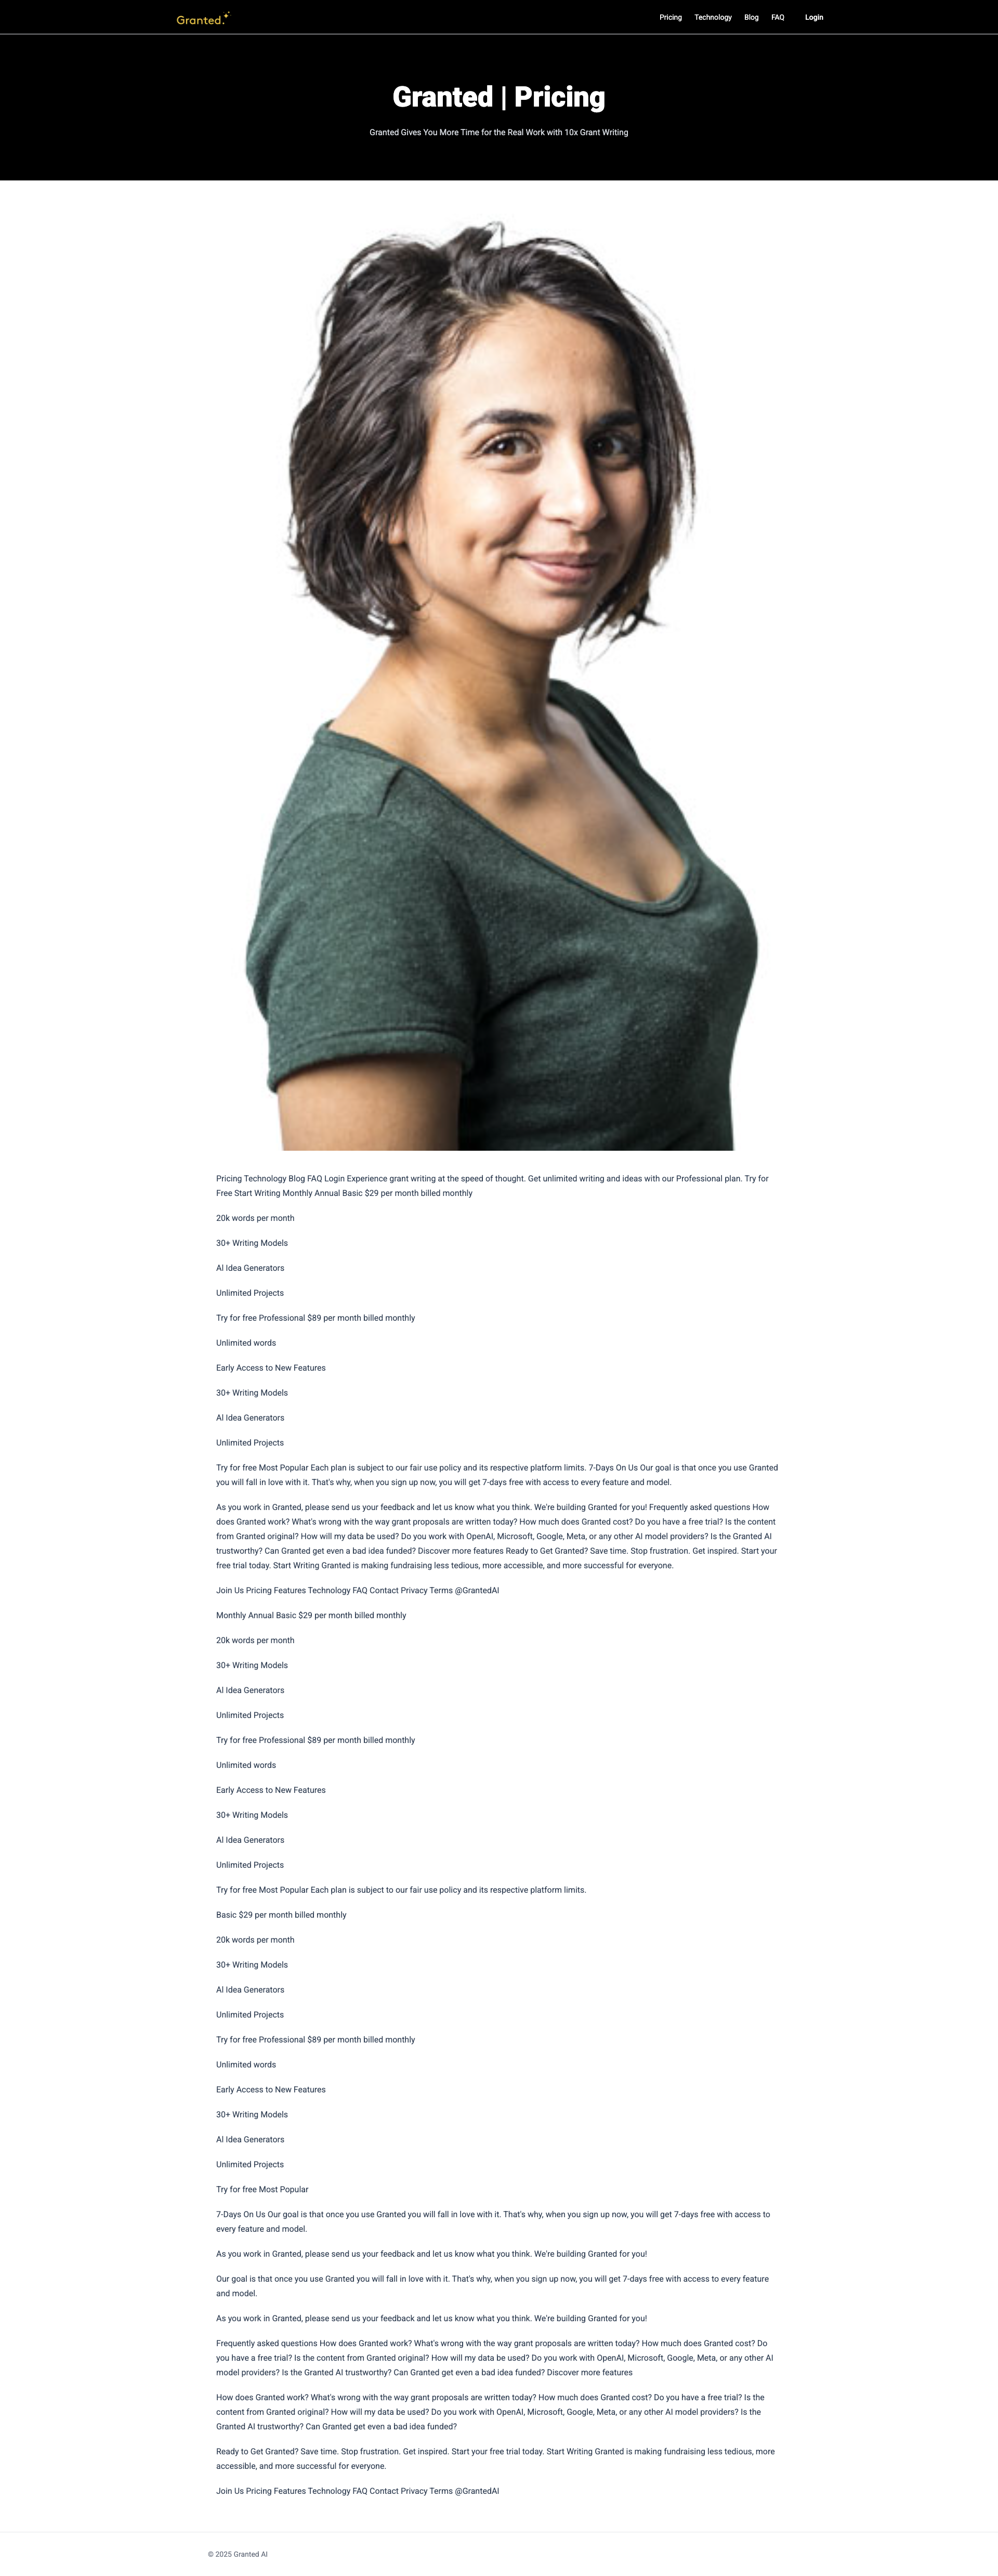 Granted.
Pricing Technology Blog FAQ Login
Granted | Pricing
Granted Gives You More Time for the Real Work with 10x Grant Writing
Pricing Technology Blog FAQ Login Experience grant writing at the speed of thought. Get unlimited writing and ideas with our Professional plan. Try for
Free Start Writing Monthly Annual Basic $29 per month billed monthly
20k words per month
30+ Writing Models
AI Idea Generators
Unlimited Projects
Try for free Professional $89 per month billed monthly
Unlimited words
Early Access to New Features
30+ Writing Models
AI Idea Generators
Unlimited Projects
Try for free Most Popular Each plan is subject to our fair use policy and its respective platform limits. 7-Days On Us Our goal is that once you use Granted
you will fall in love with it. That's why, when you sign up now, you will get 7-days free with access to every feature and model.
As you work in Granted, please send us your feedback and let us know what you think. We're building Granted for you! Frequently asked questions How
does Granted work? What's wrong with the way grant proposals are written today? How much does Granted cost? Do you have a free trial? Is the content
from Granted original? How will my data be used? Do you work with OpenAI, Microsoft, Google, Meta, or any other AI model providers? Is the Granted AI
trustworthy? Can Granted get even a bad idea funded? Discover more features Ready to Get Granted? Save time. Stop frustration. Get inspired. Start your
free trial today. Start Writing Granted is making fundraising less tedious, more accessible, and more successful for everyone.
Join Us Pricing Features Technology FAQ Contact Privacy Terms @GrantedAI
Monthly Annual Basic $29 per month billed monthly
20k words per month
30+ Writing Models
AI Idea Generators
Unlimited Projects
Try for free Professional $89 per month billed monthly
Unlimited words
Early Access to New Features
30+ Writing Models
AI Idea Generators
Unlimited Projects
Try for free Most Popular Each plan is subject to our fair use policy and its respective platform limits.
Basic $29 per month billed monthly
20k words per month
30+ Writing Models
AI Idea Generators
Unlimited Projects
Try for free Professional $89 per month billed monthly
Unlimited words
Early Access to New Features
30+ Writing Models
AI Idea Generators
Unlimited Projects
Try for free Most Popular
7-Days On Us Our goal is that once you use Granted you will fall in love with it. That's why, when you sign up now, you will get 7-days free with access to
every feature and model.
As you work in Granted, please send us your feedback and let us know what you think. We're building Granted for you!
Our goal is that once you use Granted you will fall in love with it. That's why, when you sign up now, you will get 7-days free with access to every feature
and model.
As you work in Granted, please send us your feedback and let us know what you think. We're building Granted for you!
Frequently asked questions How does Granted work? What's wrong with the way grant proposals are written today? How much does Granted cost? Do
you have a free trial? Is the content from Granted original? How will my data be used? Do you work with OpenAI, Microsoft, Google, Meta, or any other AI
model providers? Is the Granted AI trustworthy? Can Granted get even a bad idea funded? Discover more features
How does Granted work? What's wrong with the way grant proposals are written today? How much does Granted cost? Do you have a free trial? Is the
content from Granted original? How will my data be used? Do you work with OpenAI, Microsoft, Google, Meta, or any other AI model providers? Is the
Granted AI trustworthy? Can Granted get even a bad idea funded?
Ready to Get Granted? Save time. Stop frustration. Get inspired. Start your free trial today. Start Writing Granted is making fundraising less tedious, more
accessible, and more successful for everyone.
Join Us Pricing Features Technology FAQ Contact Privacy Terms @GrantedAI
© 2025 Granted AI